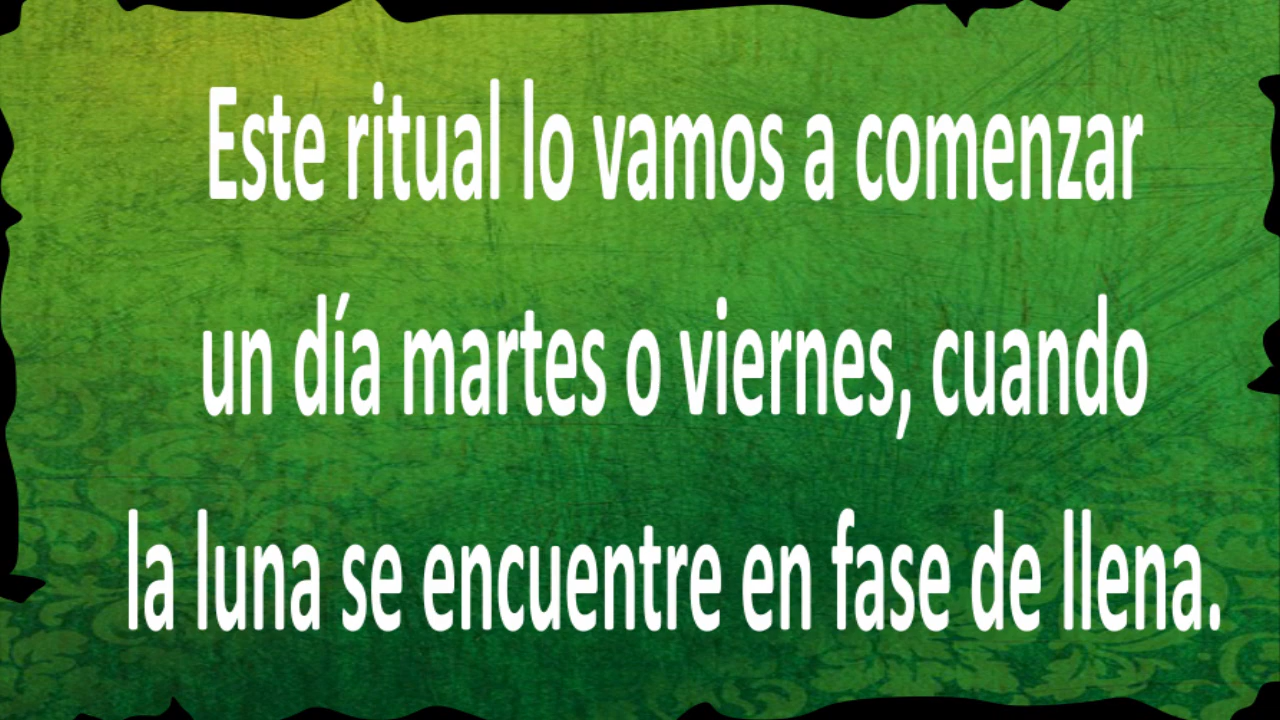 Este ritual lo vamos a comenzar
un día martes o viernes, cuando
la luna se encuentre en fase de llena.